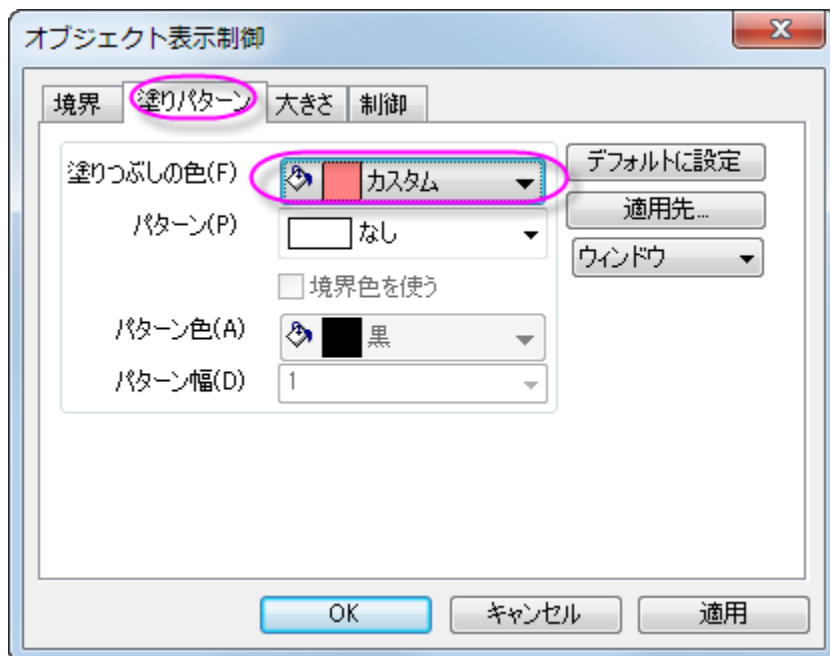 オブジェクト表示制御
境界 塗りパターン 大きさ 制御
塗りつぶしの色(F) カスタム デフォルトに設定
パターン(P) なし 適用先...
ウィンドウ
境界色を使う
パターン色(A) 黒
パターン幅(D) 1
OK キャンセル 適用